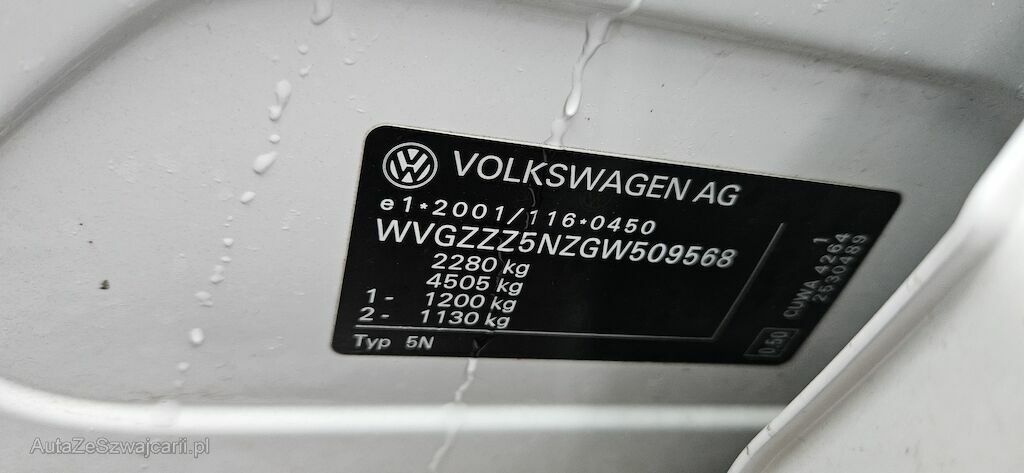 VOLKSWAGEN AG
e1*2001/116*0450
WVGZZZ5NZGW509568
2280 kg
4505 kg
1- 1200 kg
2- 1130 kg
Typ 5N
1
CUWA 4264
2530489
0.50
AutaZeSzwajcarii.pl